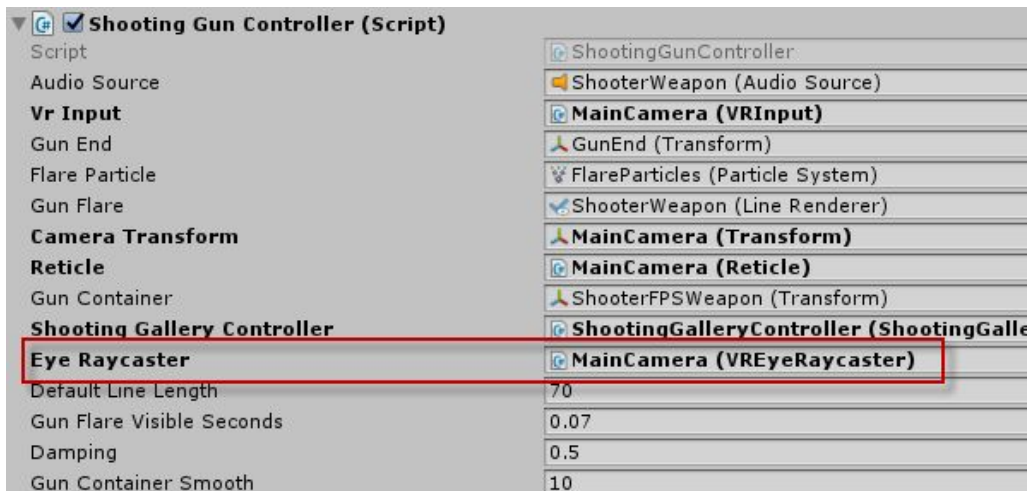 Shooting Gun Controller (Script)
Script ShootingGunController
Audio Source ShooterWeapon (Audio Source)
Vr Input MainCamera (VRInput)
Gun End GunEnd (Transform)
Flare Particle FlareParticles (Particle System)
Gun Flare ShooterWeapon (Line Renderer)
Camera Transform MainCamera (Transform)
Reticle MainCamera (Reticle)
Gun Container ShooterFPSWeapon (Transform)
Shooting Gallery Controller ShootingGalleryController (ShootingGalle
Eye Raycaster MainCamera (VREyeRaycaster)
Default Line Length 70
Gun Flare Visible Seconds 0.07
Damping 0.5
Gun Container Smooth 10